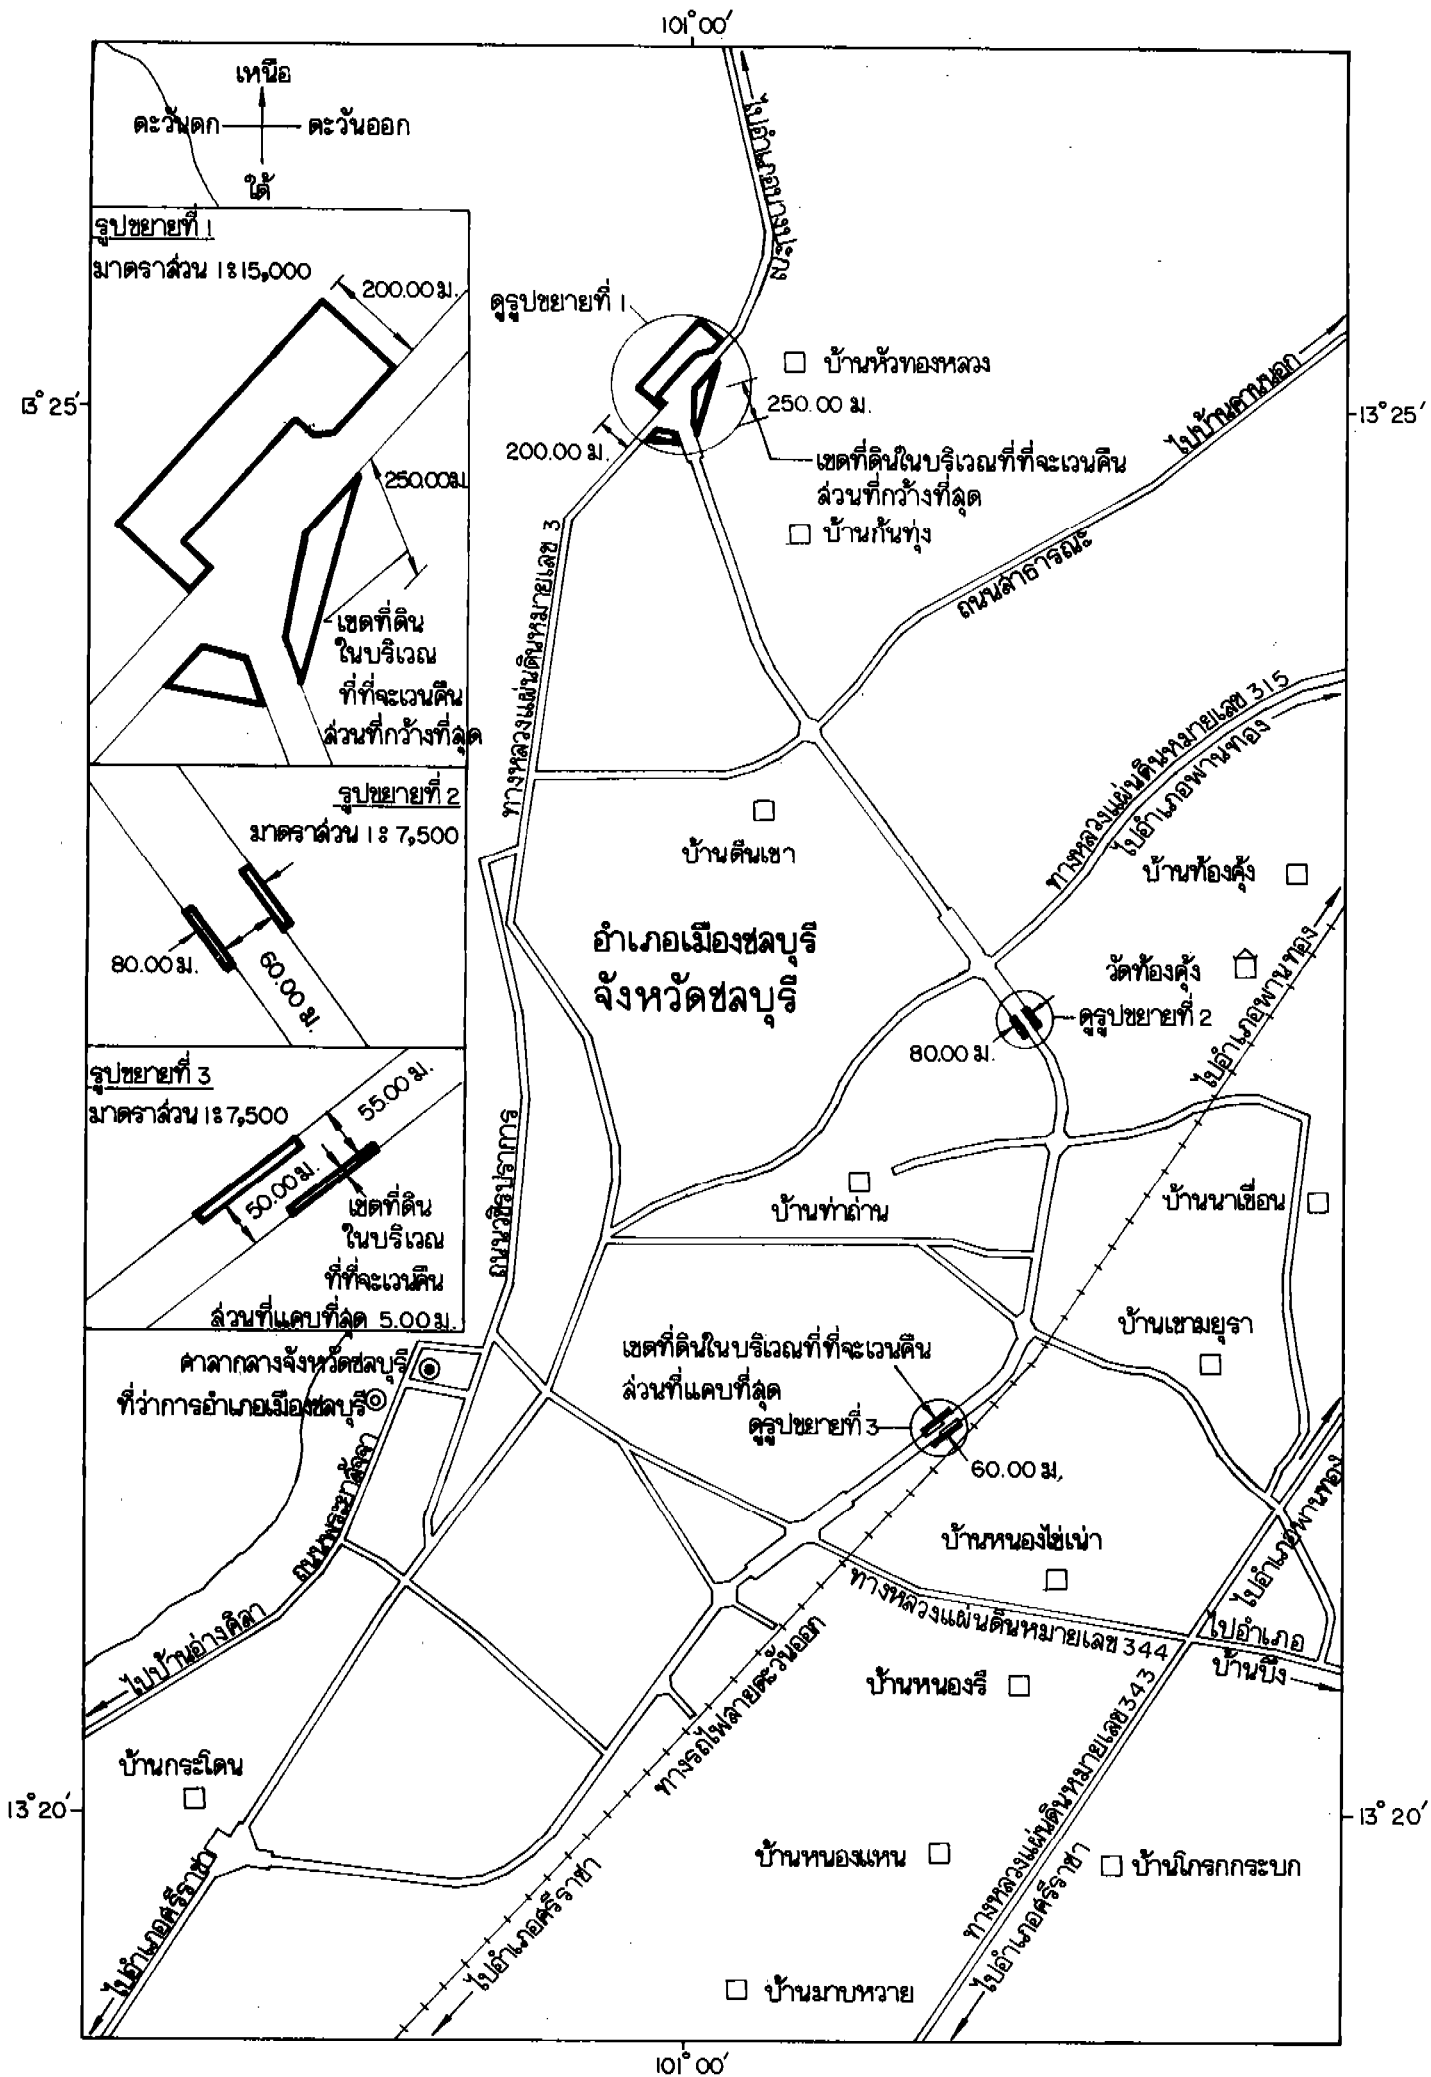 101° 00′
เหนือ
ตะวันตก
ตะวันออก
ใต้
รูปขยายที่ 1
มาตราส่วน 1:15,000
200.00 ม.
250.00 ม.
เขตที่ดิน
ในบริเวณ
ที่ที่จะเวนคืน
ส่วนที่กว้างที่สุด
รูปขยายที่ 2
มาตราส่วน 1:7,500
80.00 ม.
60.00 ม.
รูปขยายที่ 3
มาตราส่วน 1:7,500
55.00 ม.
50.00 ม.
เขตที่ดิน
ในบริเวณ
ที่ที่จะเวนคืน
ส่วนที่แคบที่สุด 5.00 ม.
ไปอำเภอบางปะกง
ดูรูปขยายที่ 1
บ้านหัวทองหลวง
13° 25′
13° 25′
250.00 ม.
200.00 ม.
เขตที่ดินในบริเวณที่ที่จะเวนคืน
ส่วนที่กว้างที่สุด
บ้านก้นทุ่ง
ไปบ้านคานนอก
ถนนสาธารณะ
ทางหลวงแผ่นดินหมายเลข 3
ทางหลวงแผ่นดินหมายเลข 315
ไปอำเภอพานทอง
บ้านตีนเขา
บ้านท้องคุ้ง
อำเภอเมืองชลบุรี
จังหวัดชลบุรี
วัดท้องคุ้ง
ดูรูปขยายที่ 2
80.00 ม.
ไปอำเภอพานทอง
ถนนวชิรปราการ
บ้านท่าถ่าน
บ้านนาเขื่อน
บ้านเขามยุรา
เขตที่ดินในบริเวณที่ที่จะเวนคืน
ส่วนที่แคบที่สุด
ดูรูปขยายที่ 3
60.00 ม.
ศาลากลางจังหวัดชลบุรี
ที่ว่าการอำเภอเมืองชลบุรี
ถนนพระยาสัจจา
ไปบ้านอ่างศิลา
บ้านหนองไข่เน่า
ไปอำเภอพานทอง
ทางหลวงแผ่นดินหมายเลข 344
ไปอำเภอ
บ้านบึง
บ้านหนองรี
ทางรถไฟสายตะวันออก
ทางหลวงแผ่นดินหมายเลข 343
บ้านกระโดน
13° 20′
13° 20′
บ้านหนองแหน
บ้านโกรกกระบก
ไปอำเภอศรีราชา
ไปอำเภอศรีราชา
ไปอำเภอศรีราชา
บ้านมาบหวาย
101° 00′